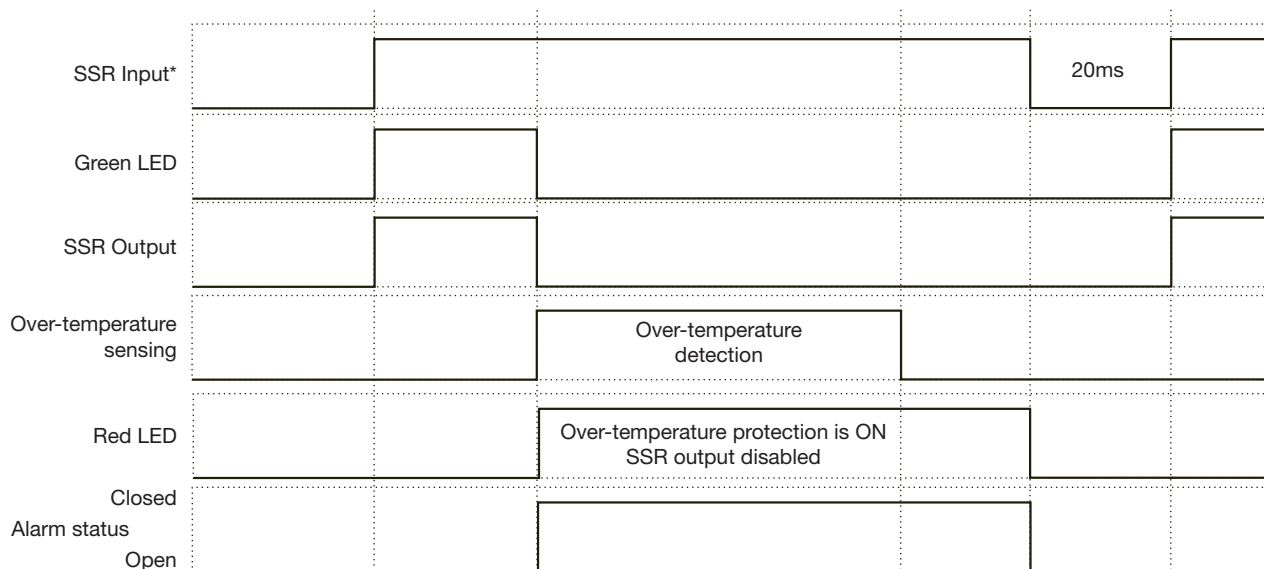 SSR Input*
20ms
Green LED
SSR Output
Over-temperature
sensing
Over-temperature
detection
Red LED
Over-temperature protection is ON
SSR output disabled
Closed
Alarm status
Open